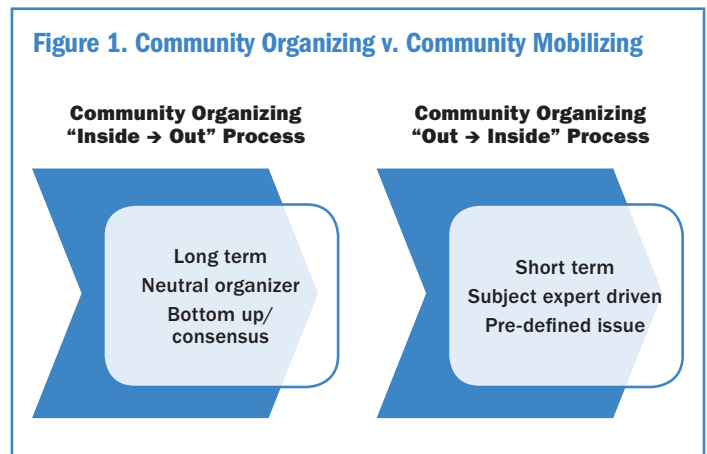 Figure 1. Community Organizing v. Community Mobilizing
Community Organizing
“Inside → Out” Process
Long term
Neutral organizer
Bottom up/
consensus
Community Organizing
“Out → Inside” Process
Short term
Subject expert driven
Pre-defined issue